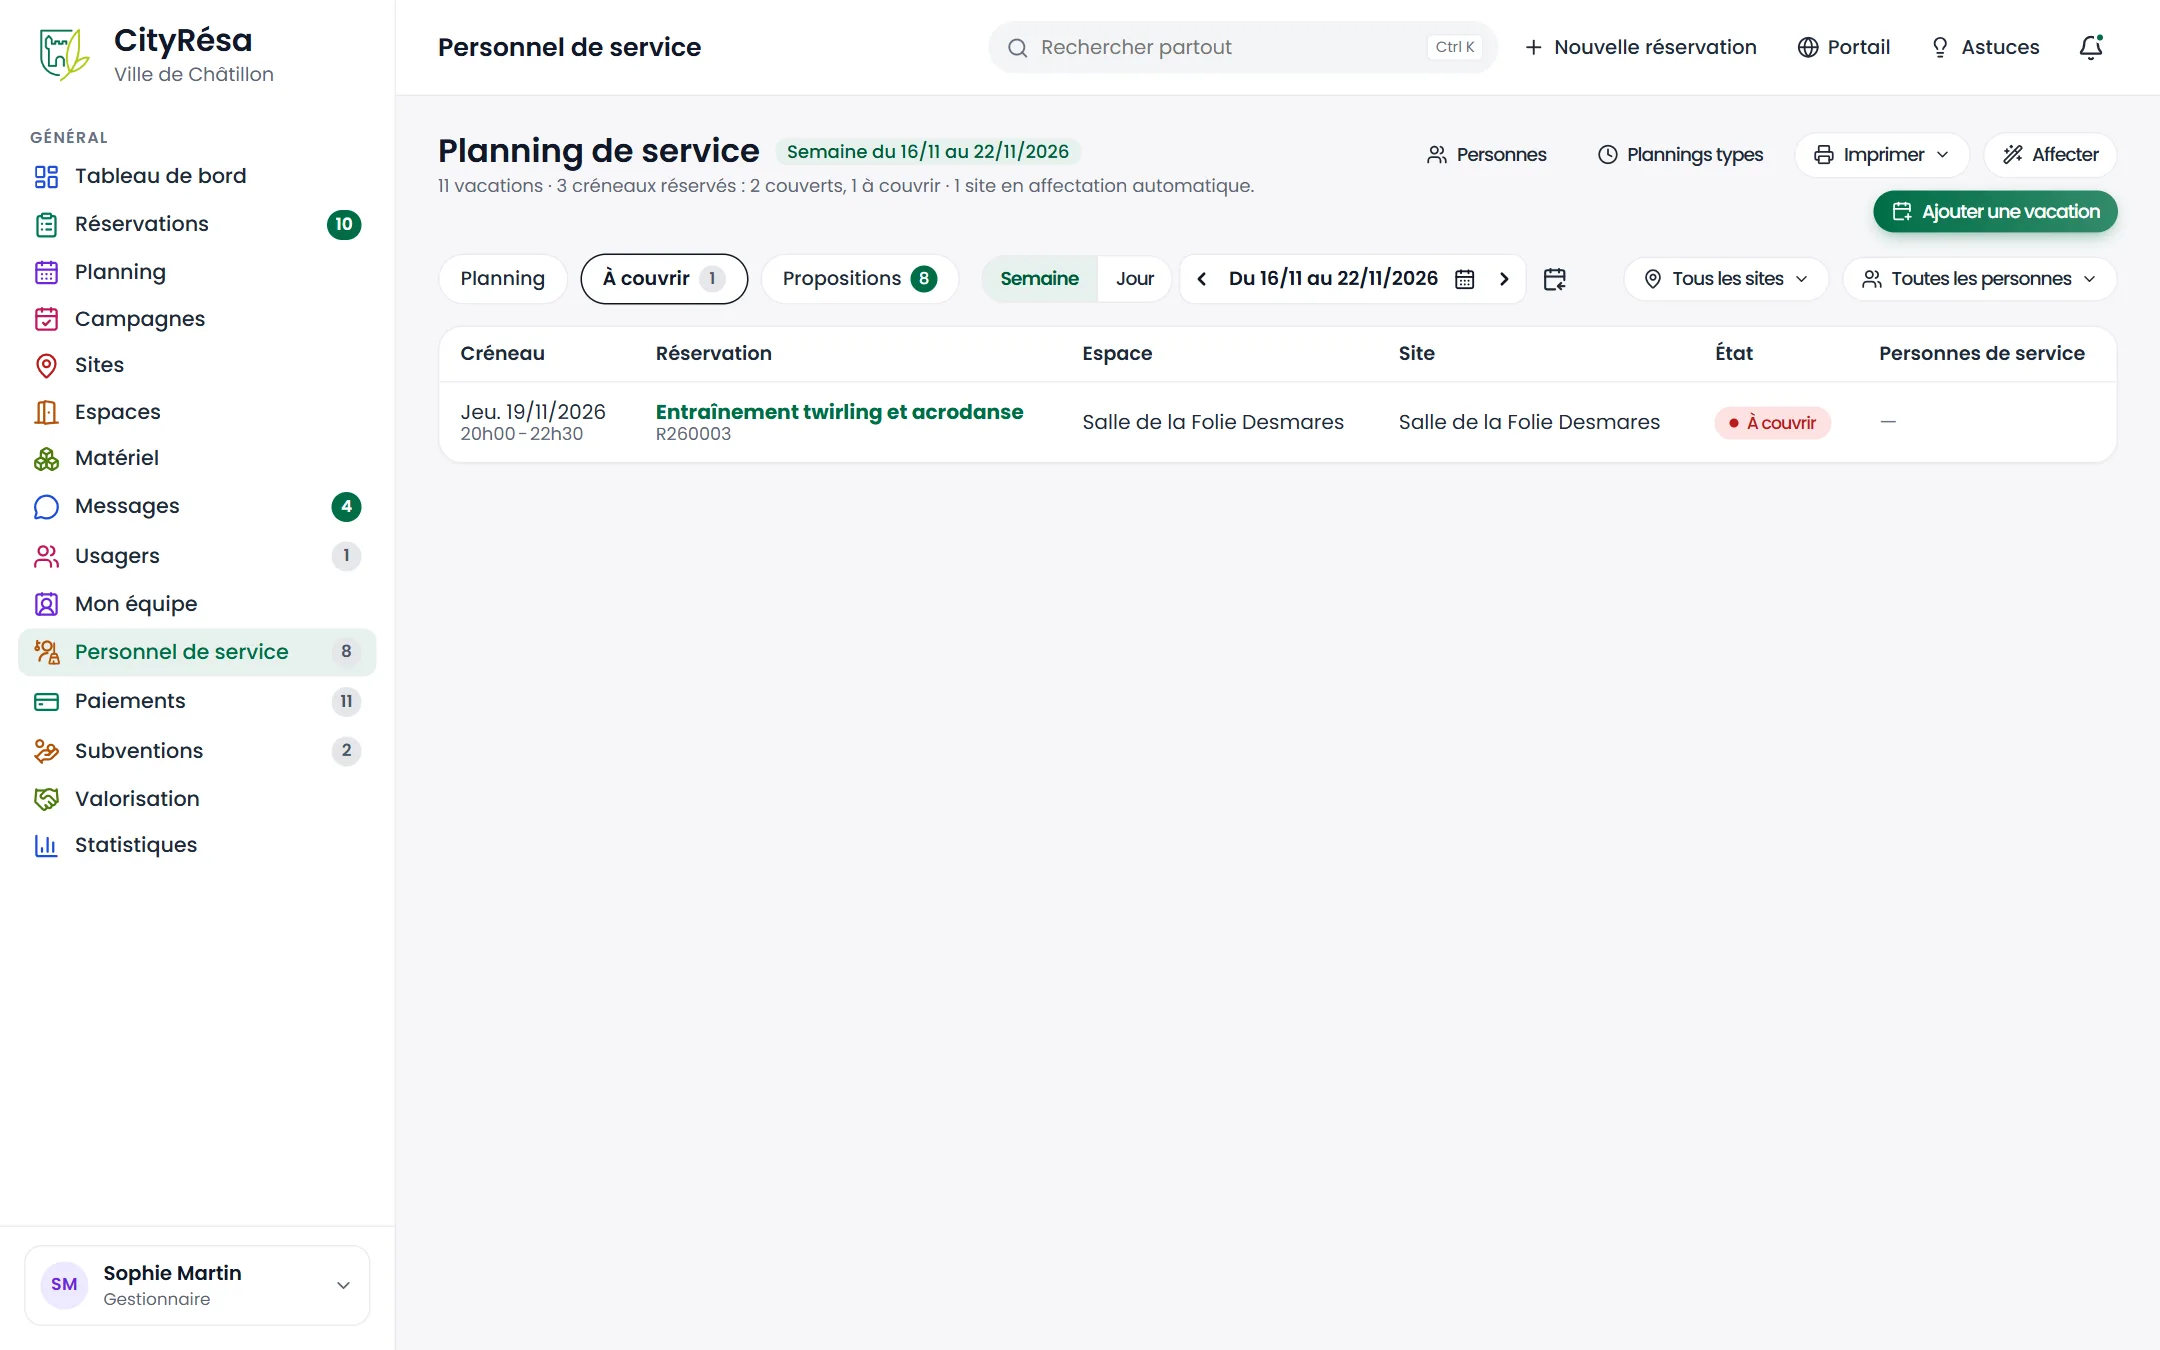 CityRésa
Ville de Châtillon
GÉNÉRAL
Tableau de bord
Réservations 10
Planning
Campagnes
Sites
Espaces
Matériel
Messages 4
Usagers 1
Mon équipe
Personnel de service 8
Paiements 11
Subventions 2
Valorisation
Statistiques
SM
Sophie Martin
Gestionnaire
Personnel de service
Rechercher partout Ctrl K
Nouvelle réservation
Portail
Astuces
Planning de service Semaine du 16/11 au 22/11/2026
11 vacations · 3 créneaux réservés : 2 couverts, 1 à couvrir · 1 site en affectation automatique.
Personnes
Plannings types
Imprimer
Affecter
Ajouter une vacation
Planning
À couvrir 1
Propositions 8
Semaine
Jour
Du 16/11 au 22/11/2026
Tous les sites
Toutes les personnes
Créneau Réservation Espace Site État Personnes de service
Jeu. 19/11/2026 Entraînement twirling et acrodanse Salle de la Folie Desmares Salle de la Folie Desmares À couvrir —
20h00 – 22h30 R260003